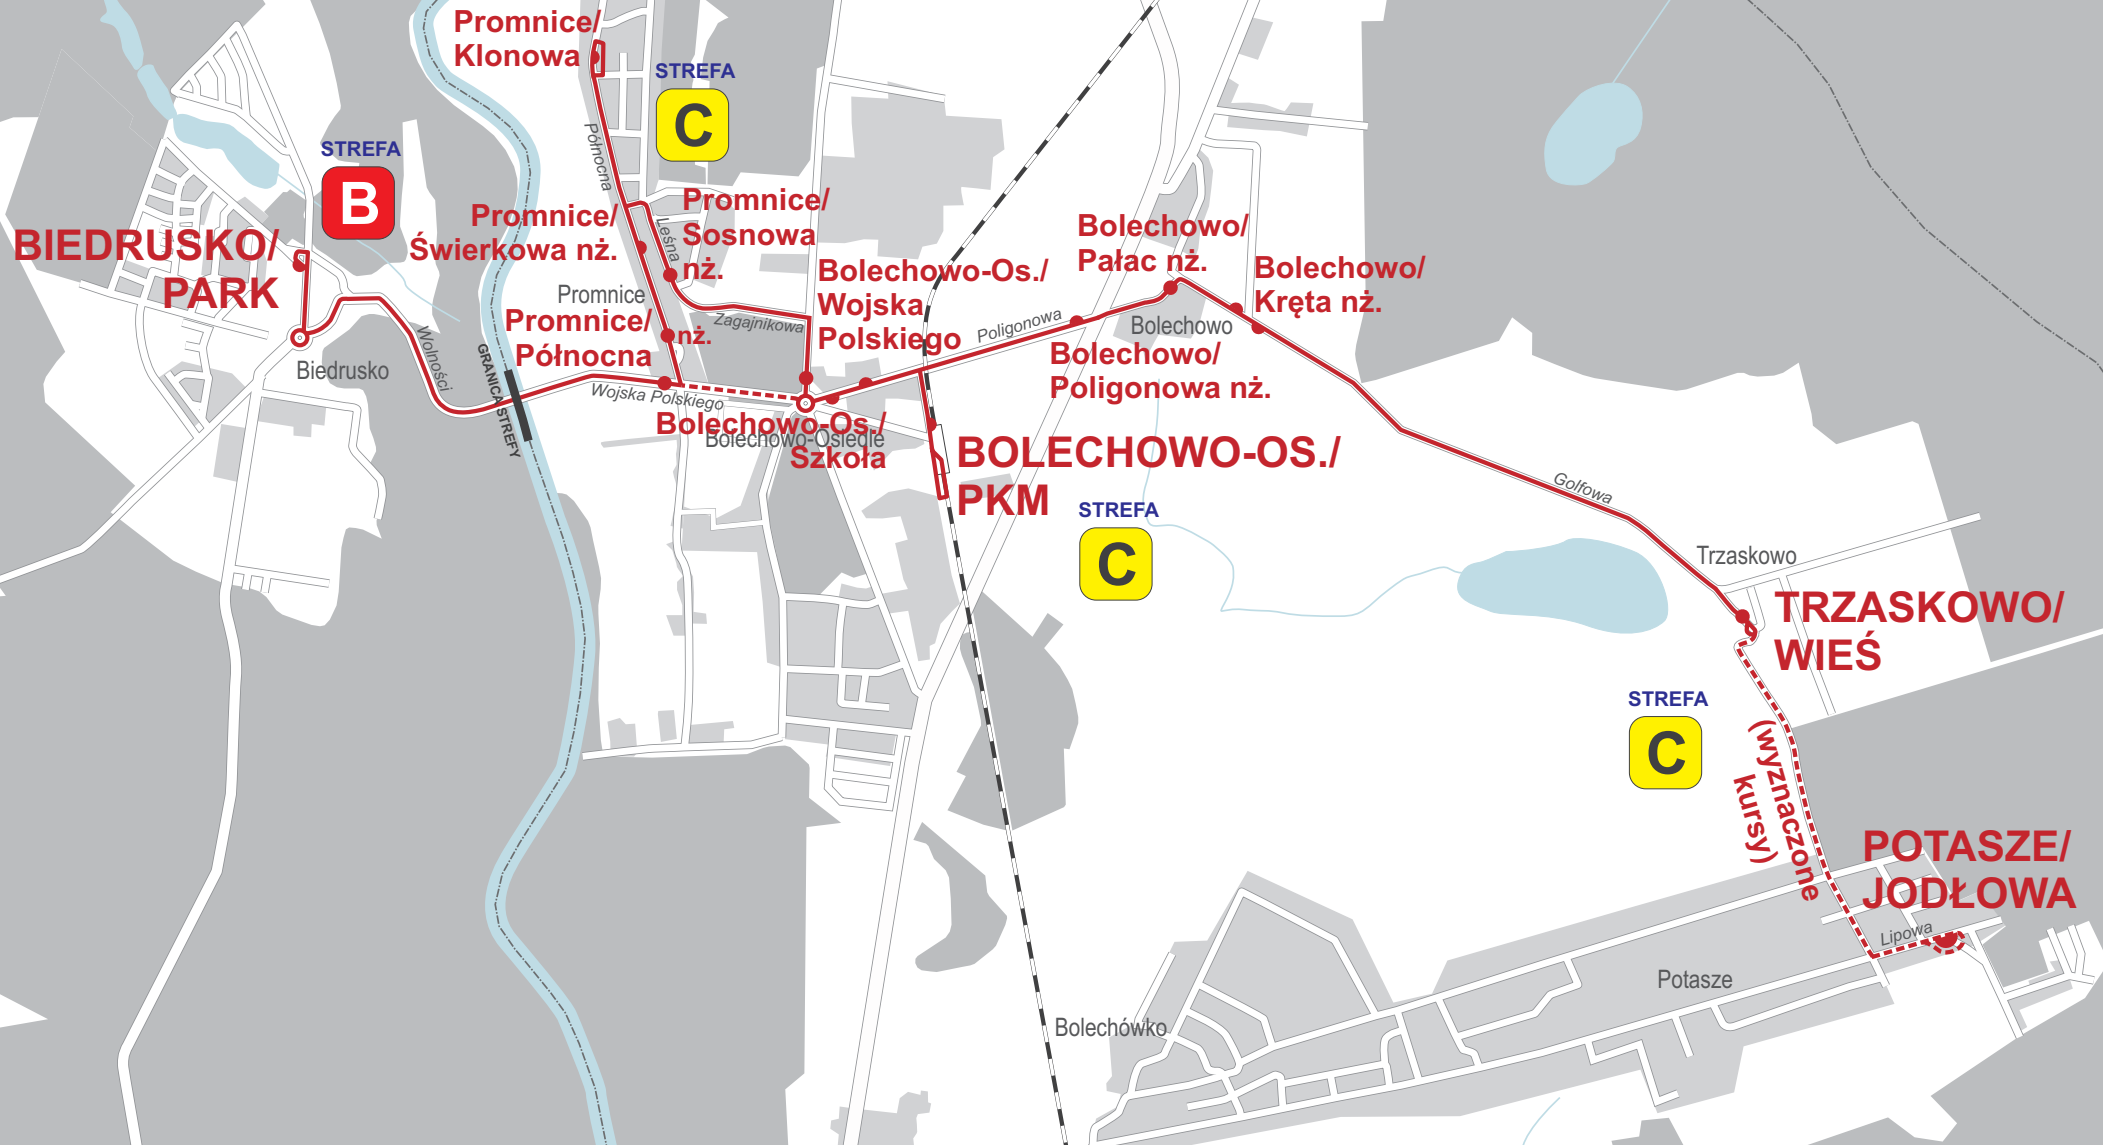 Promnice/
Klonowa
STREFA
C
Północna
STREFA
B
BIEDRUSKO/
PARK
Promnice/
Świerkowa nż.
Leśna
Promnice/
Sosnowa
nż.
Promnice
Promnice/
Północna
nż.
Zagajnikowa
Bolechowo-Os./
Wojska
Polskiego
Poligonowa
Bolechowo/
Pałac nż.
Bolechowo
Bolechowo/
Kręta nż.
Bolechowo/
Poligonowa nż.
Biedrusko
Wolności
GRANICA STREFY
Wojska Polskiego
Bolechowo-Os./
Szkoła
Bolechowo-Osiedle
BOLECHOWO-OS./
PKM
STREFA
C
Golfowa
Trzaskowo
TRZASKOWO/
WIEŚ
STREFA
C
(wyznaczone
kursy)
POTASZE/
JODŁOWA
Lipowa
Potasze
Bolechówko